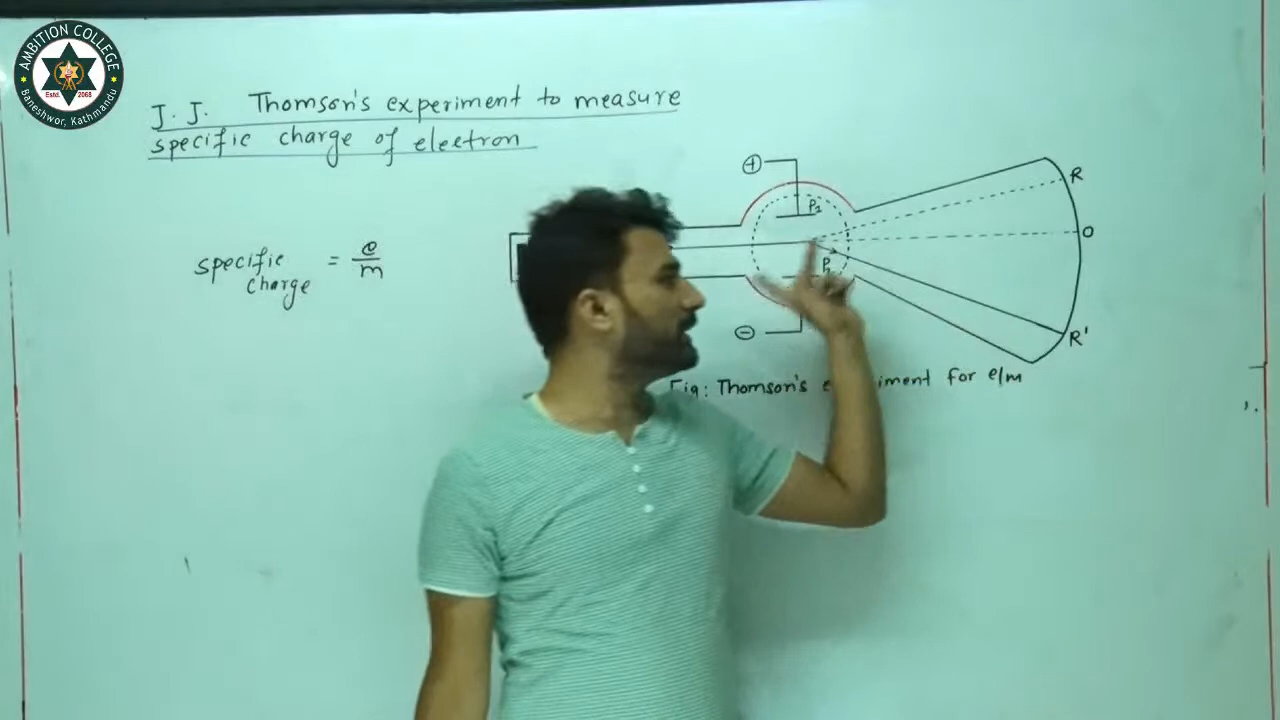 AMBITION COLLEGE
Estd. 2068
Baneshwor, Kathmandu
J. J. Thomson's experiment to measure
specific charge of electron
specific charge = e/m
+
P₂
R
O
P₁
−
R'
Fig: Thomson's for e/m